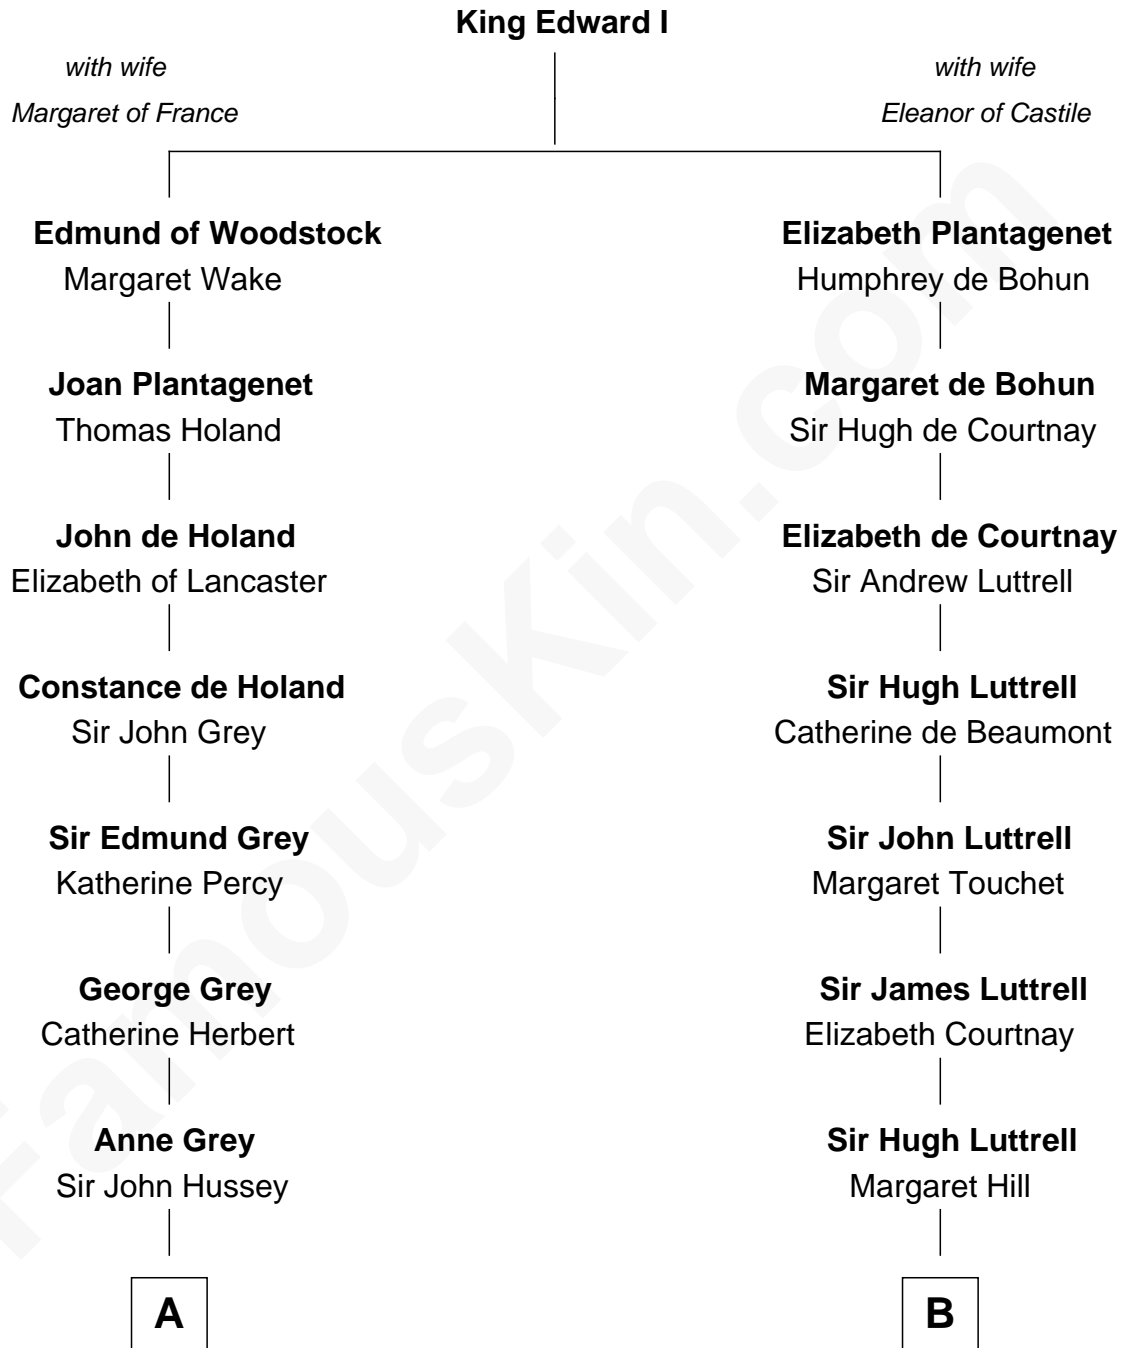 King Edward I
with wife
Margaret of France
with wife
Eleanor of Castile
Edmund of Woodstock
Margaret Wake
Elizabeth Plantagenet
Humphrey de Bohun
Joan Plantagenet
Thomas Holand
Margaret de Bohun
Sir Hugh de Courtnay
John de Holand
Elizabeth of Lancaster
Elizabeth de Courtnay
Sir Andrew Luttrell
Constance de Holand
Sir John Grey
Sir Hugh Luttrell
Catherine de Beaumont
Sir Edmund Grey
Katherine Percy
Sir John Luttrell
Margaret Touchet
George Grey
Catherine Herbert
Sir James Luttrell
Elizabeth Courtnay
Anne Grey
Sir John Hussey
Sir Hugh Luttrell
Margaret Hill
A
B
FamousKin.com